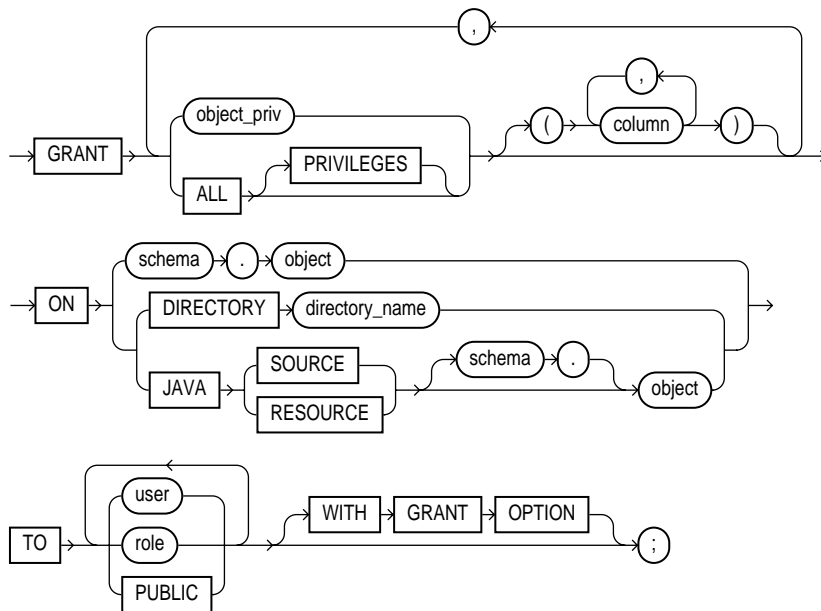 ,
object_priv ( , column )
GRANT
ALL PRIVILEGES
schema . object
ON DIRECTORY directory_name
JAVA SOURCE schema .
RESOURCE object
user WITH GRANT OPTION
TO role ;
PUBLIC